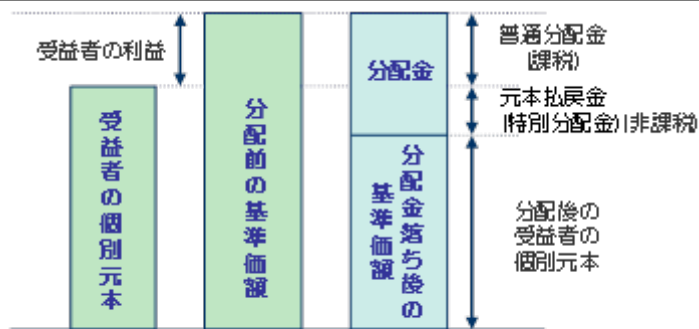 受益者の利益
受益者の個別元本
分配前の基準価額
分配金
分配金落ち後の
基準価額
普通分配金
(課税)
元本払戻金
(特別分配金)(非課税)
分配後の
受益者の
個別元本